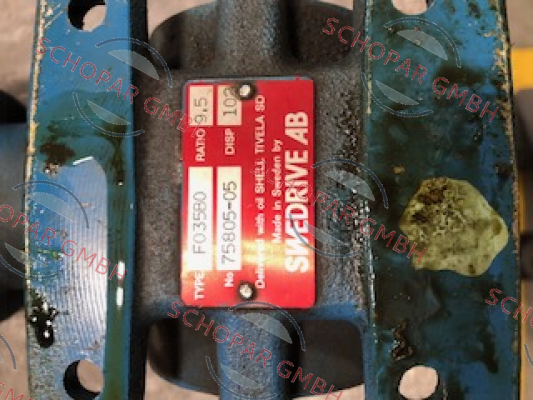 TYPE F03580 RATIO 9,5
No 75805-05 DISP 102
Delivered with oil SHELL TIVELA SD
Made in Sweden by
SWEDRIVE AB
SCHOPAR GMBH
SCHOPAR GMBH
SCHOPAR GMBH
SCHOPAR GMBH
SCHOPAR GMBH